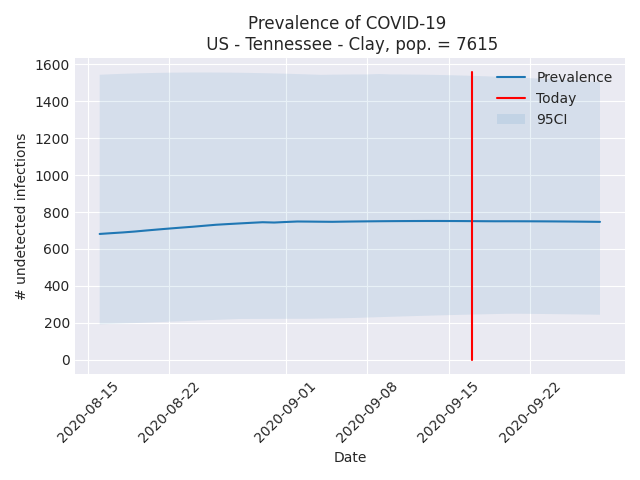 Prevalence of COVID-19
US - Tennessee - Clay, pop. = 7615
1600
1400
1200
1000
800
600
400
200
0
# undetected infections
Prevalence
Today
95CI
2020-08-15
2020-08-22
2020-09-01
2020-09-08
2020-09-15
2020-09-22
Date